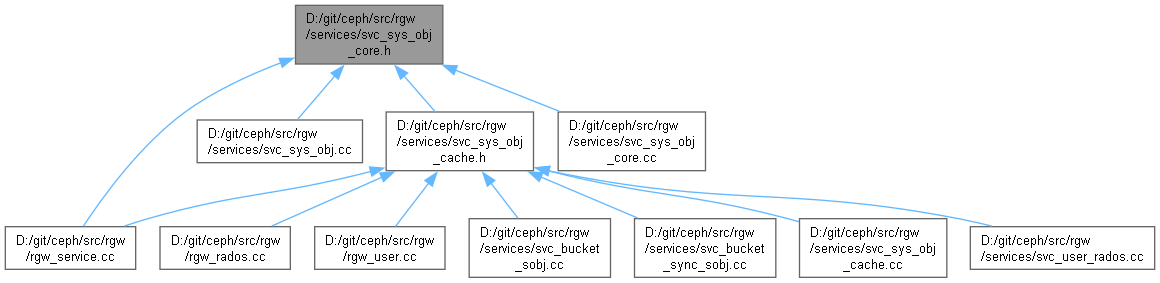 D:/git/ceph/src/rgw
/services/svc_sys_obj
_core.h
D:/git/ceph/src/rgw
/services/svc_sys_obj.cc
D:/git/ceph/src/rgw
/services/svc_sys_obj
_cache.h
D:/git/ceph/src/rgw
/services/svc_sys_obj
_core.cc
D:/git/ceph/src/rgw
/rgw_service.cc
D:/git/ceph/src/rgw
/rgw_rados.cc
D:/git/ceph/src/rgw
/rgw_user.cc
D:/git/ceph/src/rgw
/services/svc_bucket
_sobj.cc
D:/git/ceph/src/rgw
/services/svc_bucket
_sync_sobj.cc
D:/git/ceph/src/rgw
/services/svc_sys_obj
_cache.cc
D:/git/ceph/src/rgw
/services/svc_user_rados.cc